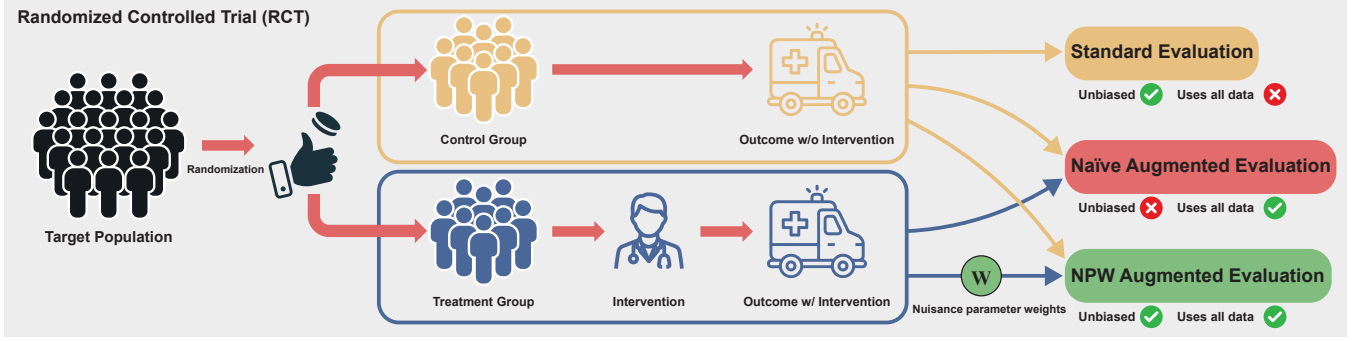 Randomized Controlled Trial (RCT)
Target Population
Randomization
Control Group
Outcome w/o Intervention
Treatment Group
Intervention
Outcome w/ Intervention
W
Nuisance parameter weights
Standard Evaluation
Unbiased Uses all data
Naïve Augmented Evaluation
Unbiased Uses all data
NPW Augmented Evaluation
Unbiased Uses all data